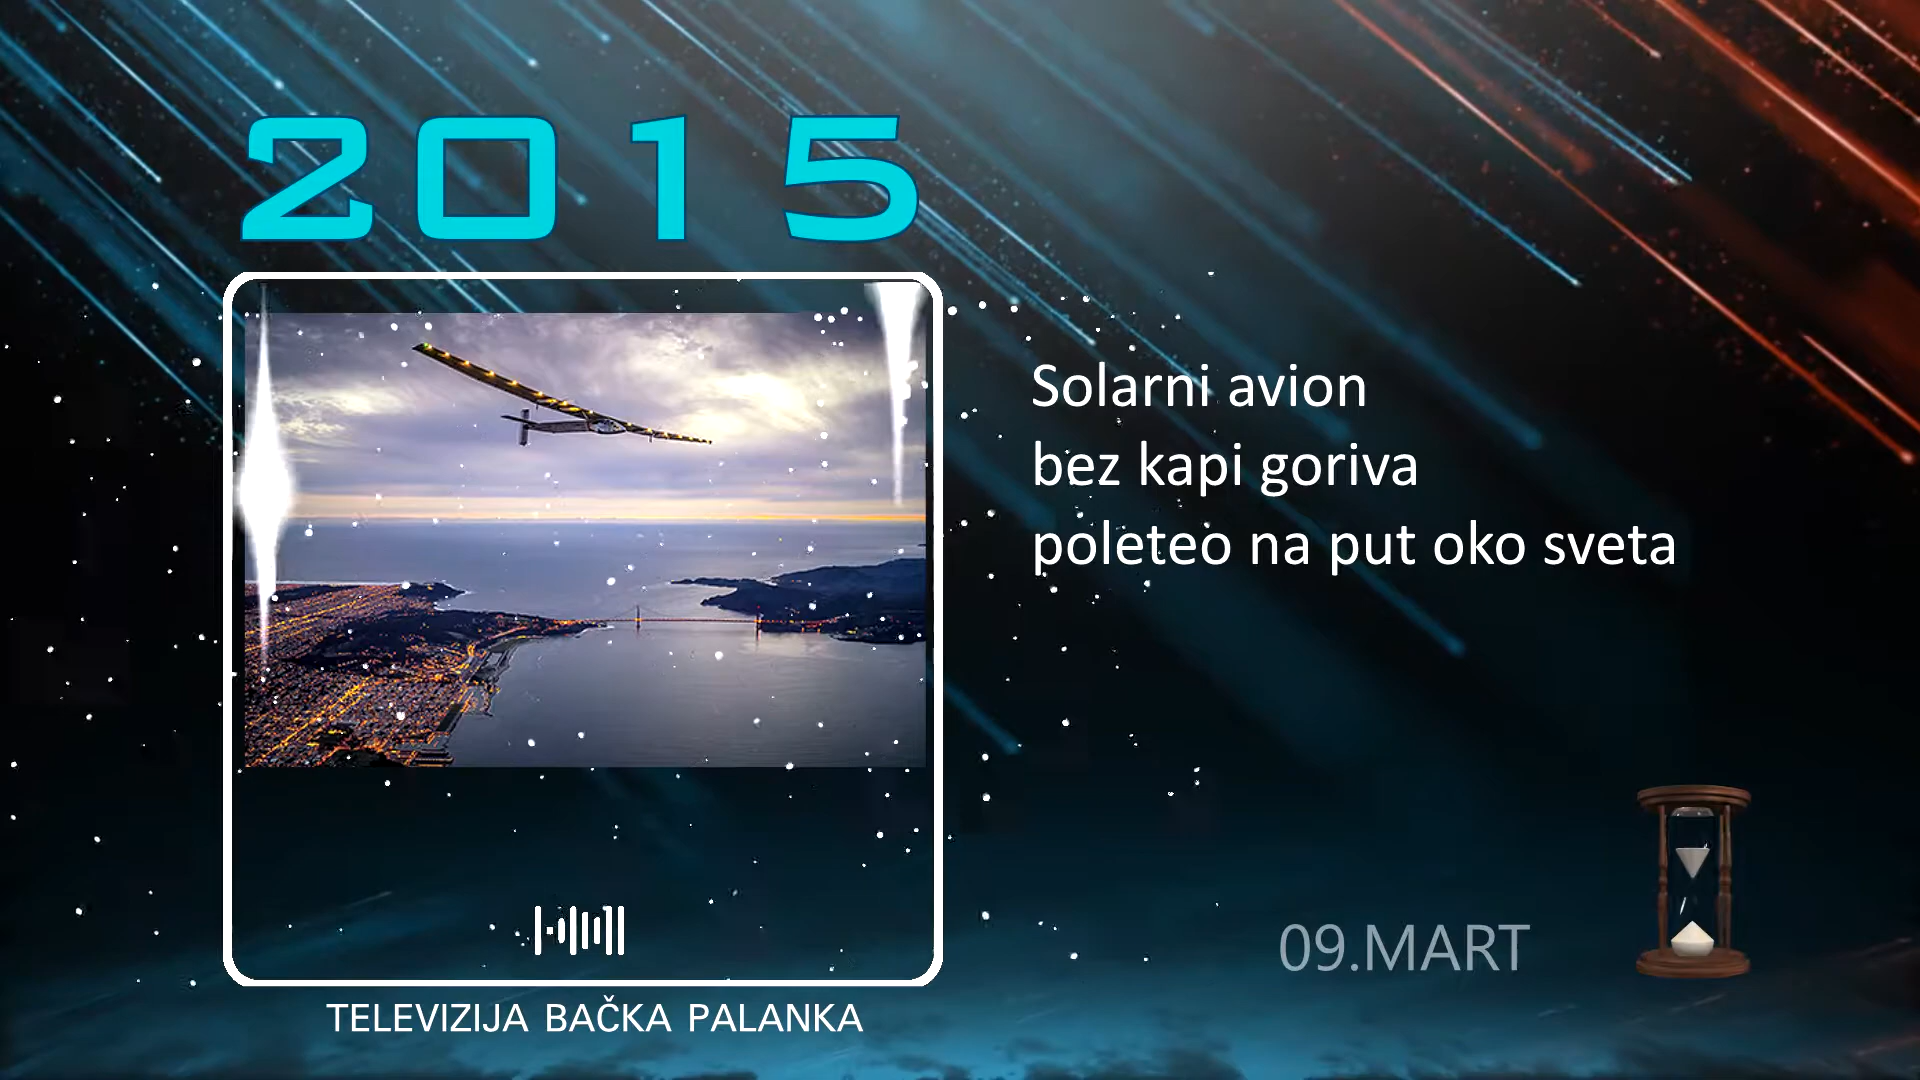 2015
Solarni avion
bez kapi goriva
poleteo na put oko sveta
09.MART
TELEVIZIJA BAČKA PALANKA